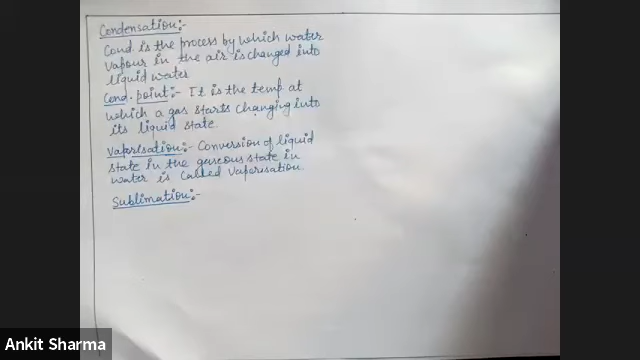 Condensation:-
Cond is the process by which water
vapour in the air is changed into
liquid water
Cond. point:- It is the temp at
which a gas starts changing into
its liquid state.
Vaporisation:- Conversion of liquid
state in the gaseous state in
water is called vaporisation.
Sublimation:-
Ankit Sharma